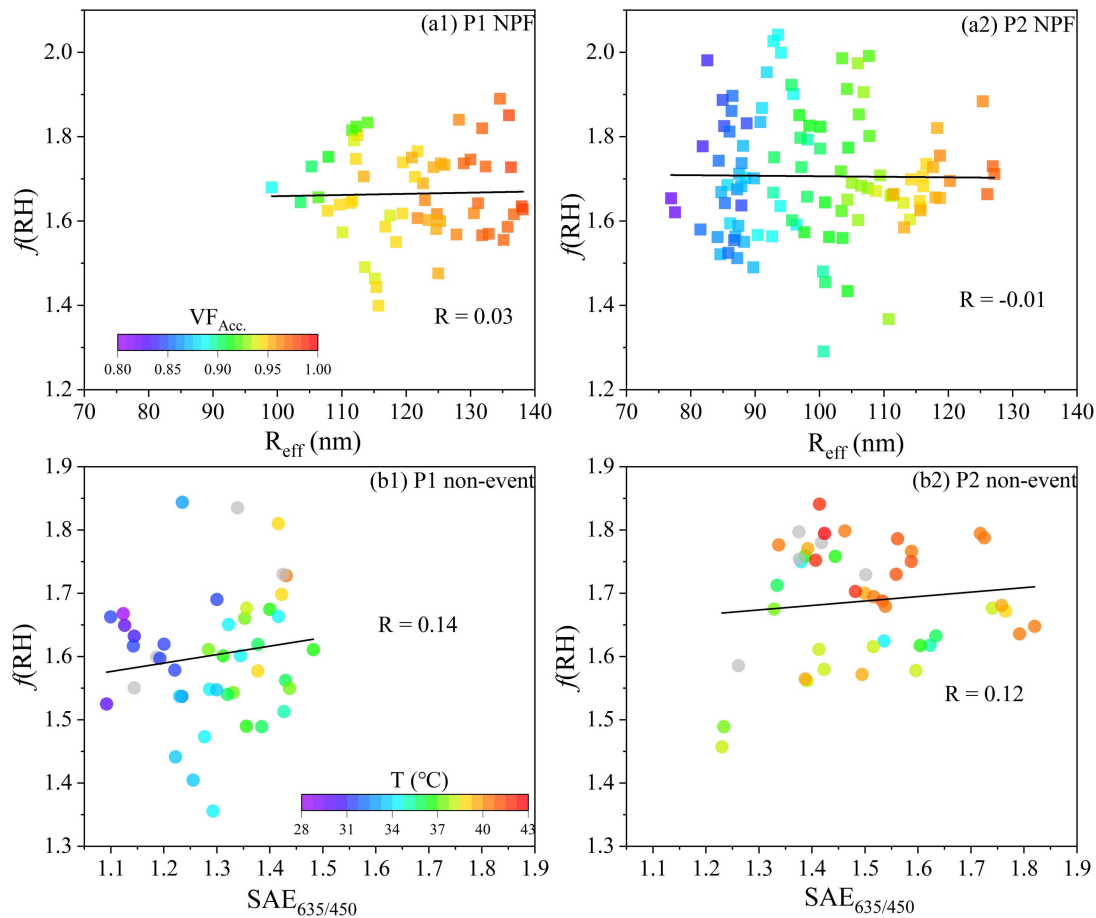 (a1) P1 NPF
f(RH)
2.0
1.8
1.6
1.4
1.2
R = 0.03
VF_Acc.
0.80 0.85 0.90 0.95 1.00
70 80 90 100 110 120 130 140
R_eff (nm)
(a2) P2 NPF
f(RH)
2.0
1.8
1.6
1.4
1.2
R = -0.01
70 80 90 100 110 120 130 140
R_eff (nm)
(b1) P1 non-event
f(RH)
1.9
1.8
1.7
1.6
1.5
1.4
1.3
R = 0.14
T (℃)
28 31 34 37 40 43
1.1 1.2 1.3 1.4 1.5 1.6 1.7 1.8 1.9
SAE_635/450
(b2) P2 non-event
f(RH)
1.9
1.8
1.7
1.6
1.5
1.4
1.3
R = 0.12
1.1 1.2 1.3 1.4 1.5 1.6 1.7 1.8 1.9
SAE_635/450